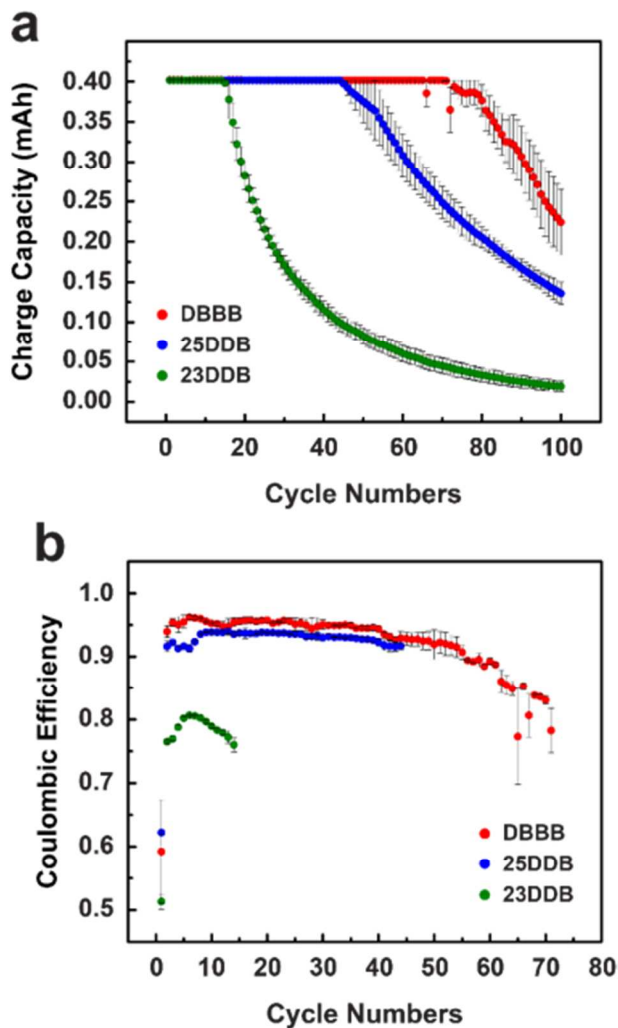 a
Charge Capacity (mAh)
0.40
0.35
0.30
0.25
0.20
0.15
0.10
0.05
0.00
DBBB
25DDB
23DDB
0 20 40 60 80 100
Cycle Numbers
b
Coulombic Efficiency
1.0
0.9
0.8
0.7
0.6
0.5
DBBB
25DDB
23DDB
0 10 20 30 40 50 60 70 80
Cycle Numbers